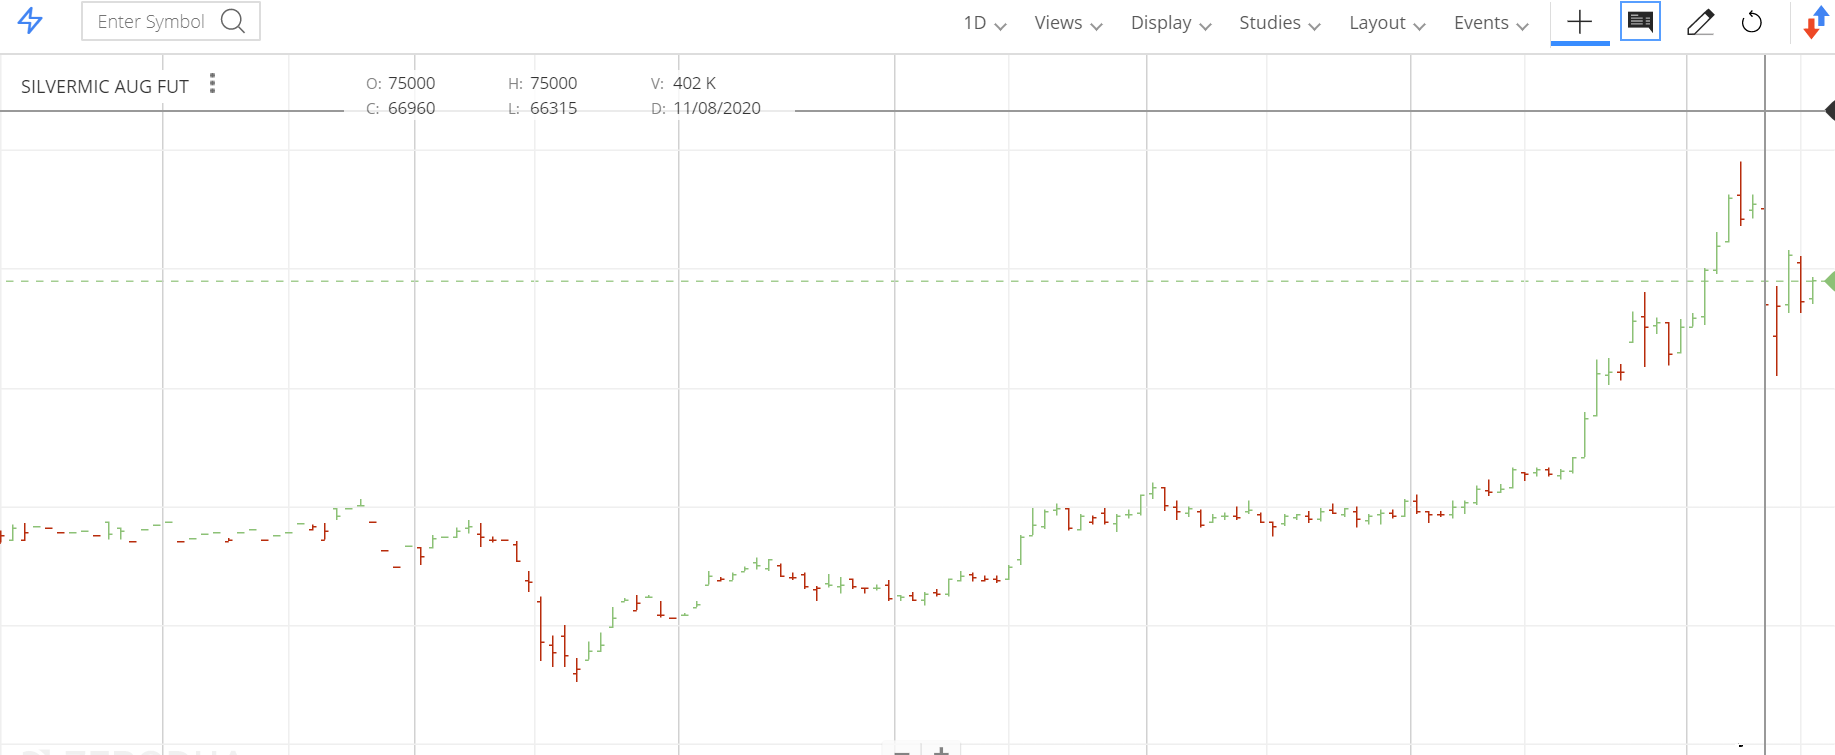 Enter Symbol
1D Views Display Studies Layout Events
SILVERMIC AUG FUT
O: 75000 H: 75000 V: 402 K
C: 66960 L: 66315 D: 11/08/2020